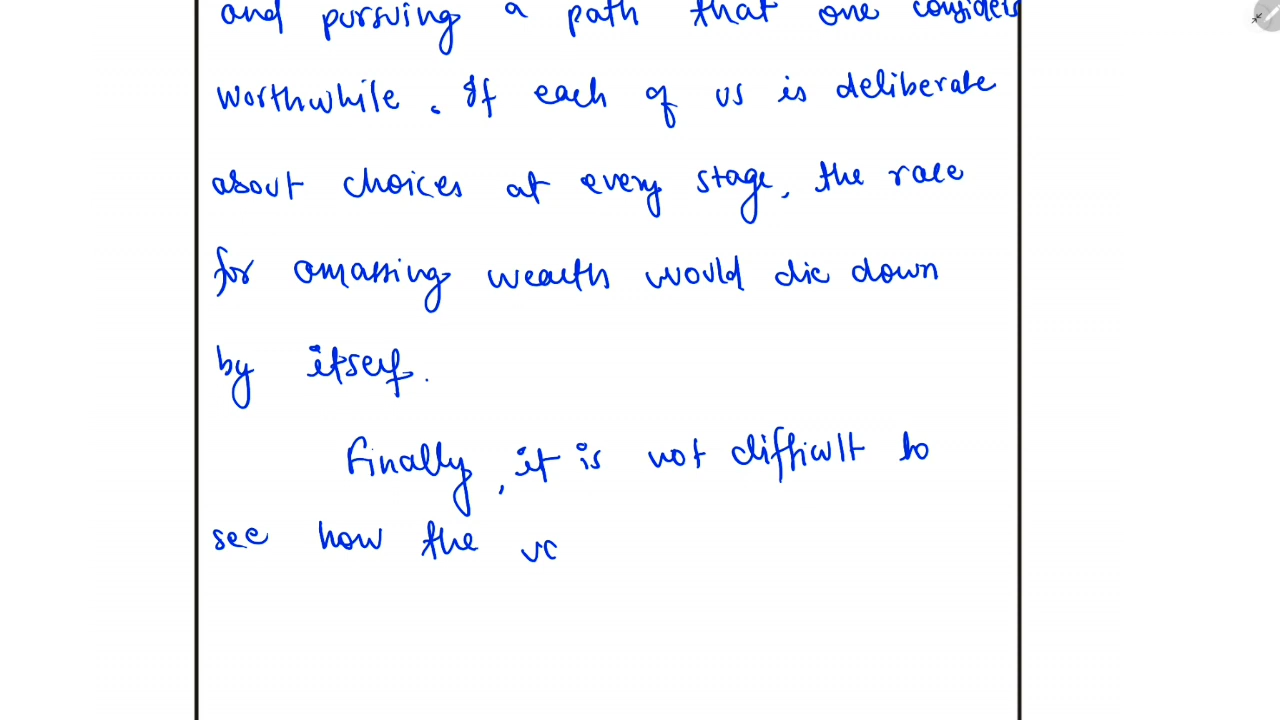 and pursuing a path that one considers
worthwhile. If each of us is deliberate
about choices at every stage, the race
for amassing wealth would die down
by itself.
Finally, it is not difficult to
see how the